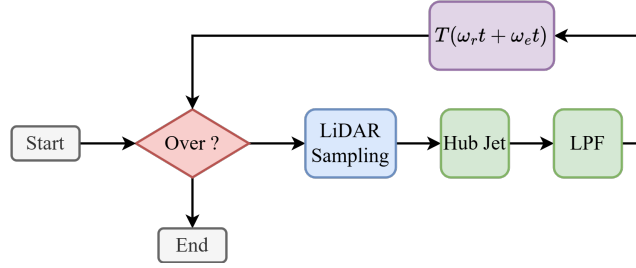 T(ω_r t + ω_e t)
Start
Over ?
LiDAR
Sampling
Hub Jet
LPF
End